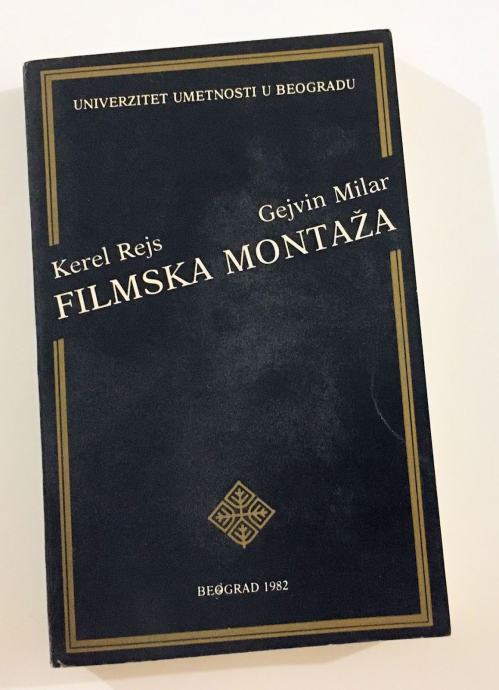 UNIVERZITET UMETNOSTI U BEOGRADU
Kerel Rejs
Gejvin Milar
FILMSKA MONTAŽA
BEOGRAD 1982